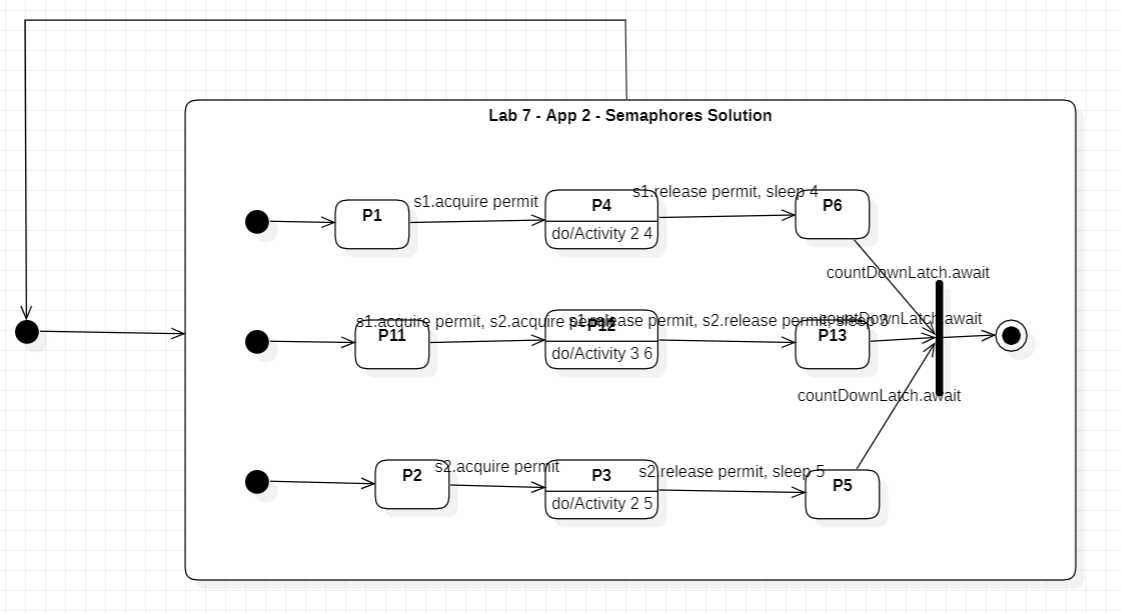 Lab 7 - App 2 - Semaphores Solution
P1
s1.acquire permit
P4
do/Activity 2 4
s1.release permit, sleep 4
P6
countDownLatch.await
P11
s1.acquire permit, s2.acquire permit
P12
do/Activity 3 6
s1.release permit, s2.release permit, sleep 3
P13
countDownLatch.await
countDownLatch.await
P2
s2.acquire permit
P3
do/Activity 2 5
s2.release permit, sleep 5
P5